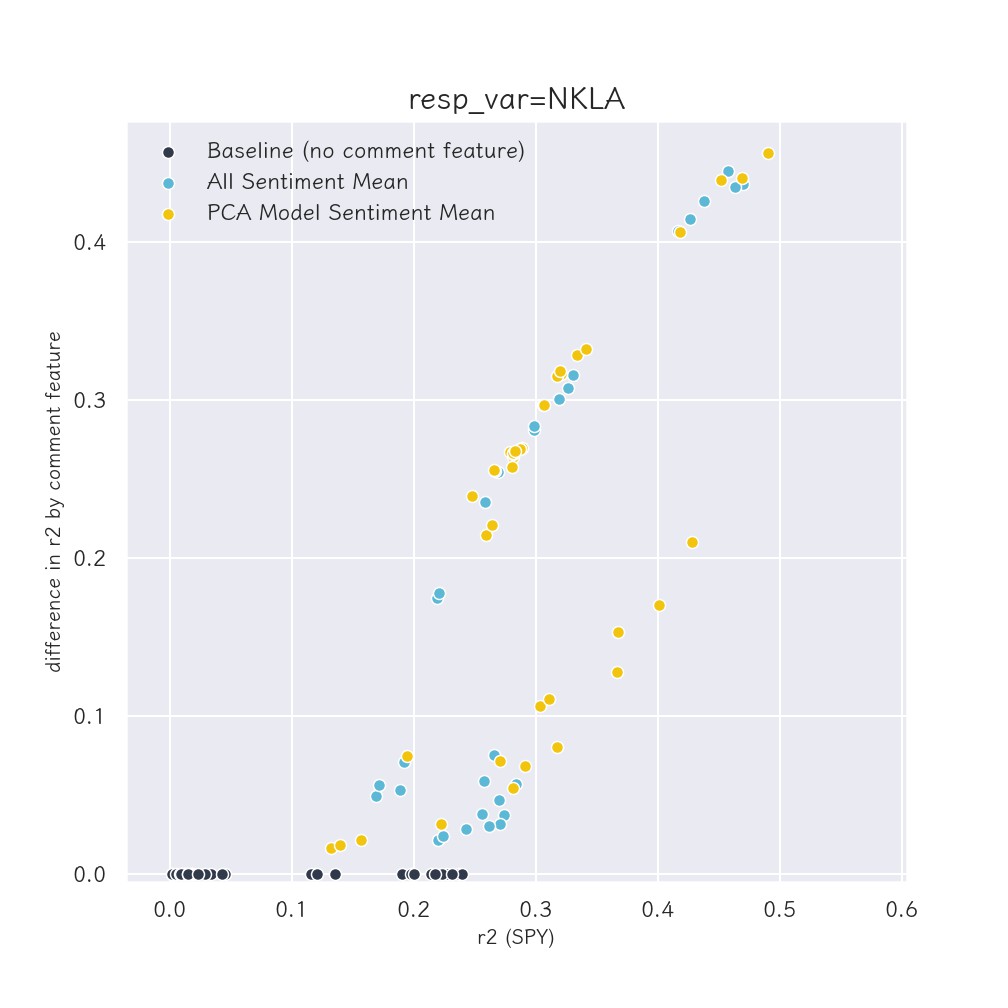 resp_var=NKLA
Baseline (no comment feature)
All Sentiment Mean
PCA Model Sentiment Mean
difference in r2 by comment feature
0.4
0.3
0.2
0.1
0.0
0.0 0.1 0.2 0.3 0.4 0.5 0.6
r2 (SPY)